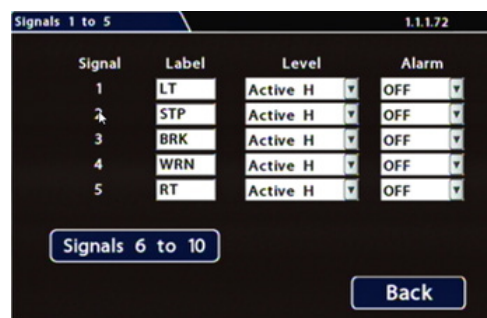 Signals 1 to 5 1.1.1.72
Signal Label Level Alarm
1 LT Active H OFF
2 STP Active H OFF
3 BRK Active H OFF
4 WRN Active H OFF
5 RT Active H OFF
Signals 6 to 10
Back